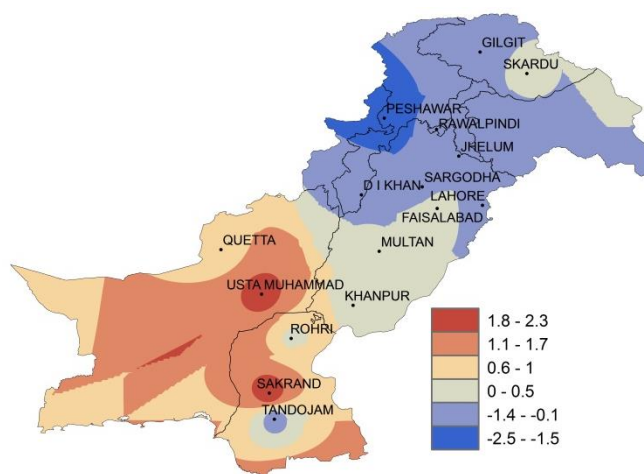 GILGIT
SKARDU
PESHAWAR
RAWALPINDI
JHELUM
SARGODHA
D I KHAN
LAHORE
FAISALABAD
QUETTA
MULTAN
USTA MUHAMMAD
KHANPUR
ROHRI
SAKRAND
TANDOJAM
1.8 - 2.3
1.1 - 1.7
0.6 - 1
0 - 0.5
-1.4 - -0.1
-2.5 - -1.5